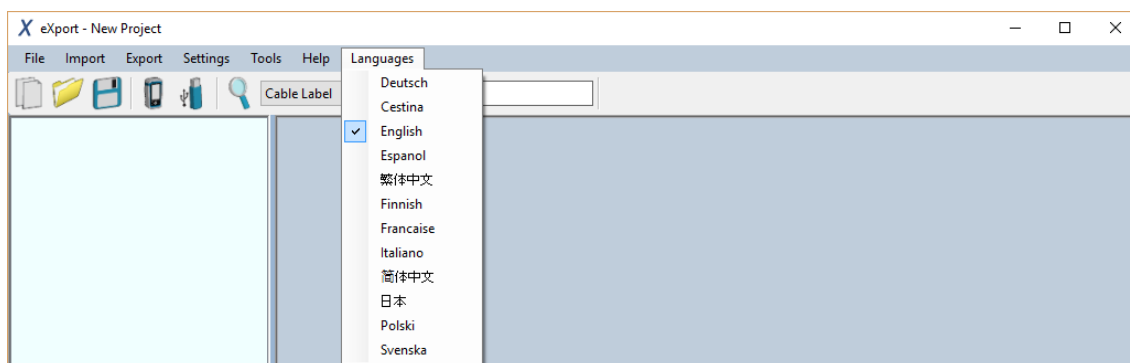 X eXport - New Project
File Import Export Settings Tools Help Languages
Cable Label
Deutsch
Cestina
English
Espanol
繁体中文
Finnish
Francaise
Italiano
简体中文
日本
Polski
Svenska